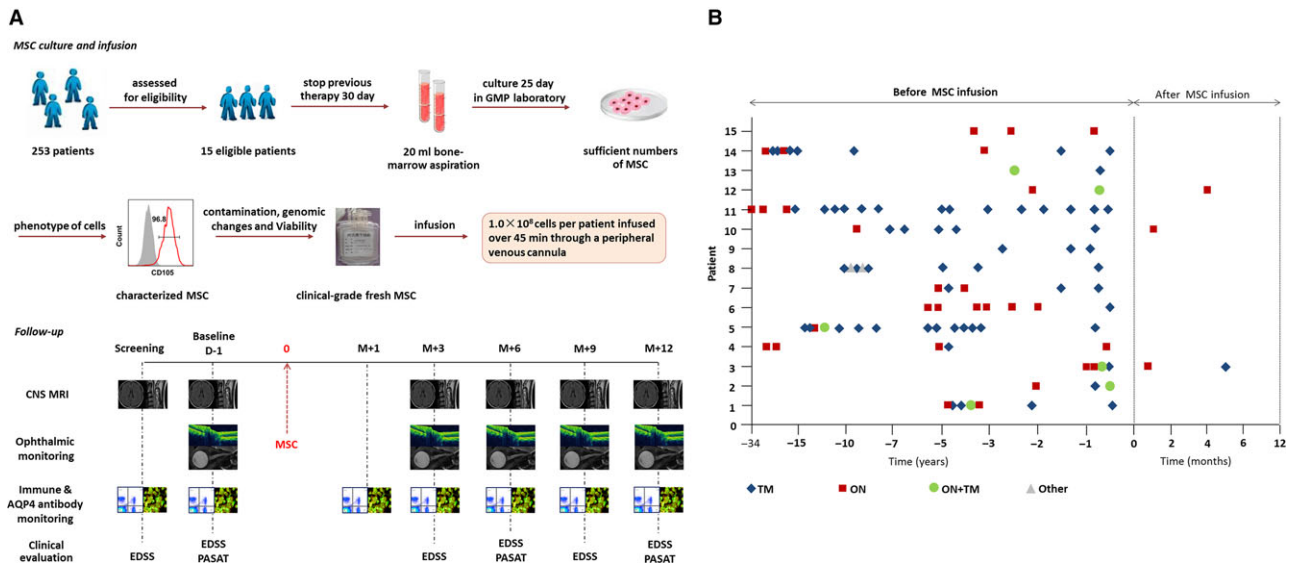 A
MSC culture and infusion
assessed
for eligibility
stop previous
therapy 30 day
culture 25 day
in GMP laboratory
253 patients
15 eligible patients
20 ml bone-
marrow aspiration
sufficient numbers
of MSC
phenotype of cells
Count
96.8
CD105
contamination, genomic
changes and Viability
infusion
1.0×10⁸ cells per patient infused
over 45 min through a peripheral
venous cannula
characterized MSC
clinical-grade fresh MSC
Follow-up
Screening
Baseline
D-1
0
M+1
M+3
M+6
M+9
M+12
CNS MRI
Ophthalmic
monitoring
MSC
Immune &
AQP4 antibody
monitoring
Clinical
evaluation
EDSS
EDSS
PASAT
EDSS
EDSS
PASAT
EDSS
EDSS
PASAT
B
Before MSC infusion
After MSC infusion
Patient
15
14
13
12
11
10
9
8
7
6
5
4
3
2
1
0
-34
-15
-10
-5
-3
-2
-1
0
4
6
12
Time (years)
Time (months)
TM
ON
ON+TM
Other